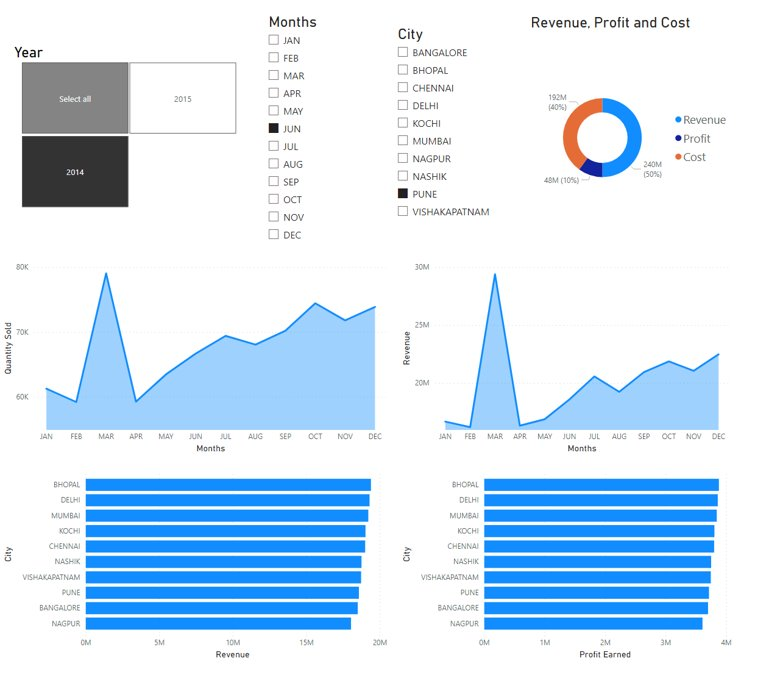 Year
Select all
2015
2014
Months
JAN
FEB
MAR
APR
MAY
JUN
JUL
AUG
SEP
OCT
NOV
DEC
City
BANGALORE
BHOPAL
CHENNAI
DELHI
KOCHI
MUMBAI
NAGPUR
NASHIK
PUNE
VISHAKAPATNAM
Revenue, Profit and Cost
192M
(40%)
48M (10%)
240M
(50%)
Revenue
Profit
Cost
Quantity Sold
80K
70K
60K
JAN FEB MAR APR MAY JUN JUL AUG SEP OCT NOV DEC
Months
Revenue
30M
25M
20M
JAN FEB MAR APR MAY JUN JUL AUG SEP OCT NOV DEC
Months
City
BHOPAL
DELHI
MUMBAI
KOCHI
CHENNAI
NASHIK
VISHAKAPATNAM
PUNE
BANGALORE
NAGPUR
0M 5M 10M 15M 20M
Revenue
City
BHOPAL
DELHI
MUMBAI
KOCHI
CHENNAI
NASHIK
VISHAKAPATNAM
PUNE
BANGALORE
NAGPUR
0M 1M 2M 3M 4M
Profit Earned